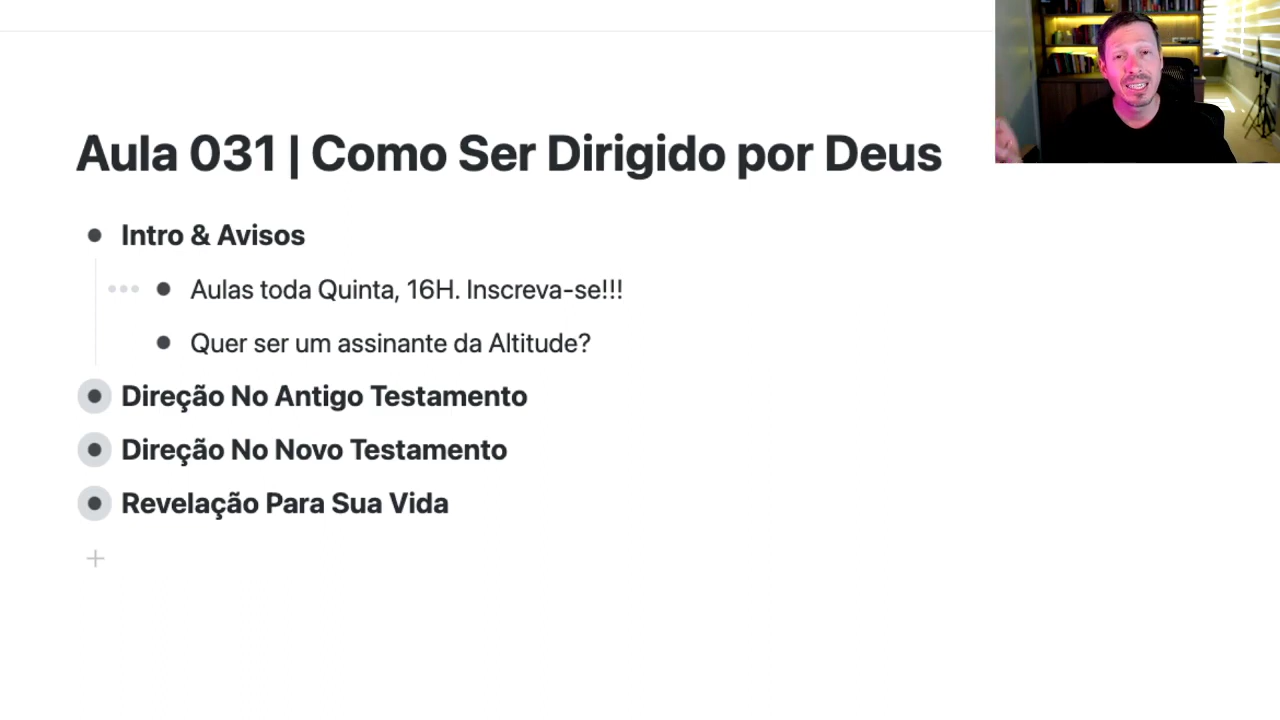 Aula 031 | Como Ser Dirigido por Deus
Intro & Avisos
Aulas toda Quinta, 16H. Inscreva-se!!!
Quer ser um assinante da Altitude?
Direção No Antigo Testamento
Direção No Novo Testamento
Revelação Para Sua Vida